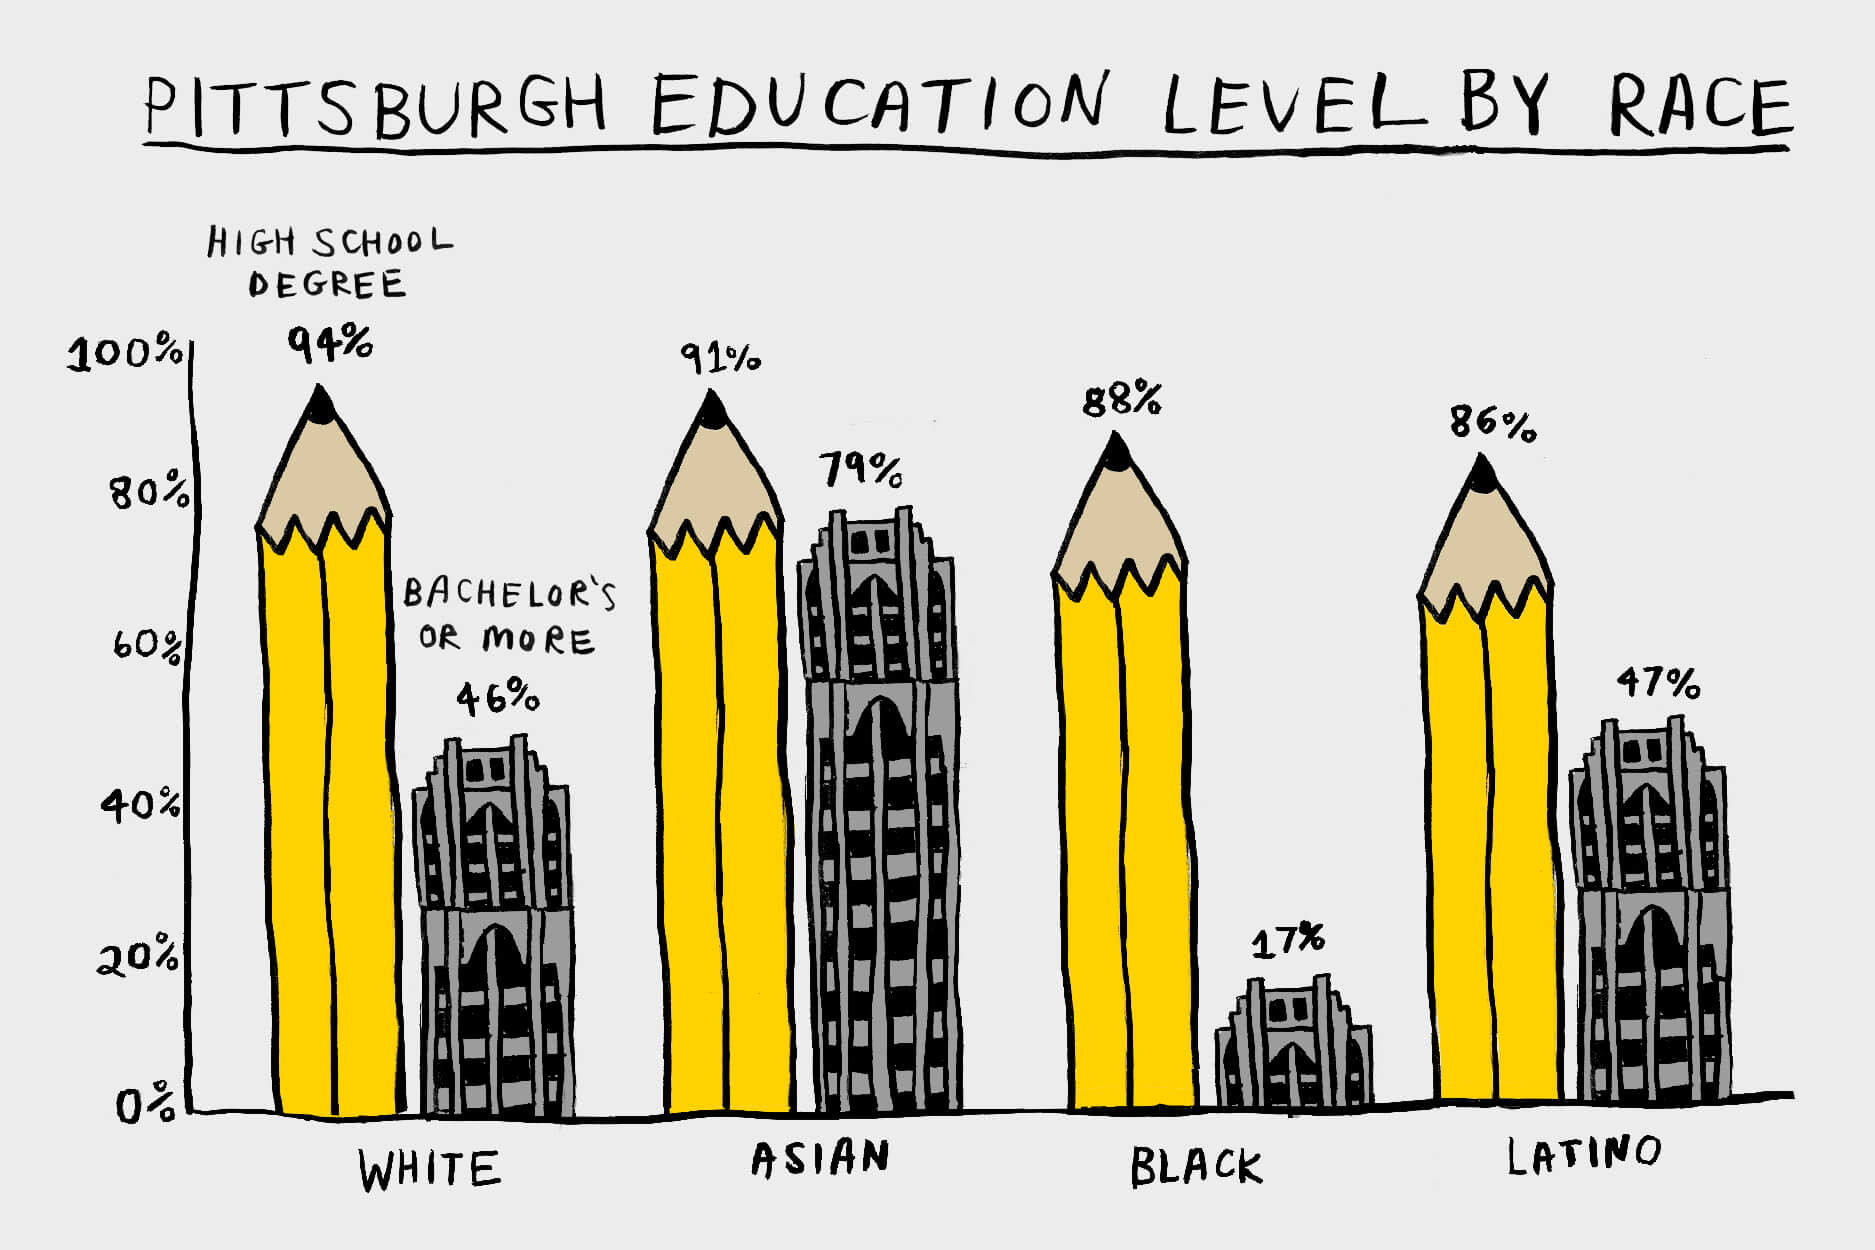 PITTSBURGH EDUCATION LEVEL BY RACE
HIGH SCHOOL
DEGREE
94%
91%
88%
86%
BACHELOR'S
OR MORE
46%
79%
17%
47%
100%
80%
60%
40%
20%
0%
WHITE
ASIAN
BLACK
LATINO